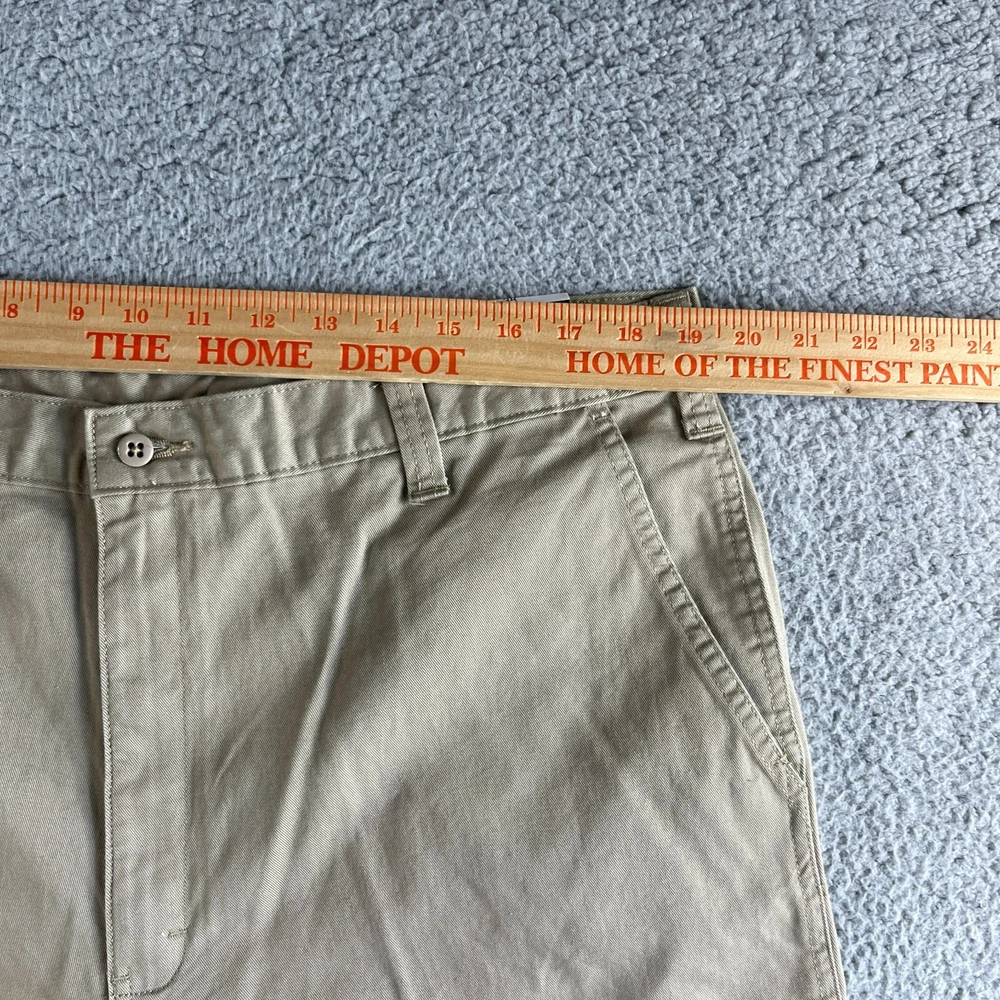 8 9 10 11 12 13 14 15 16 17 18 19 20 21 22 23 24
THE HOME DEPOT HOME OF THE FINEST PAINT